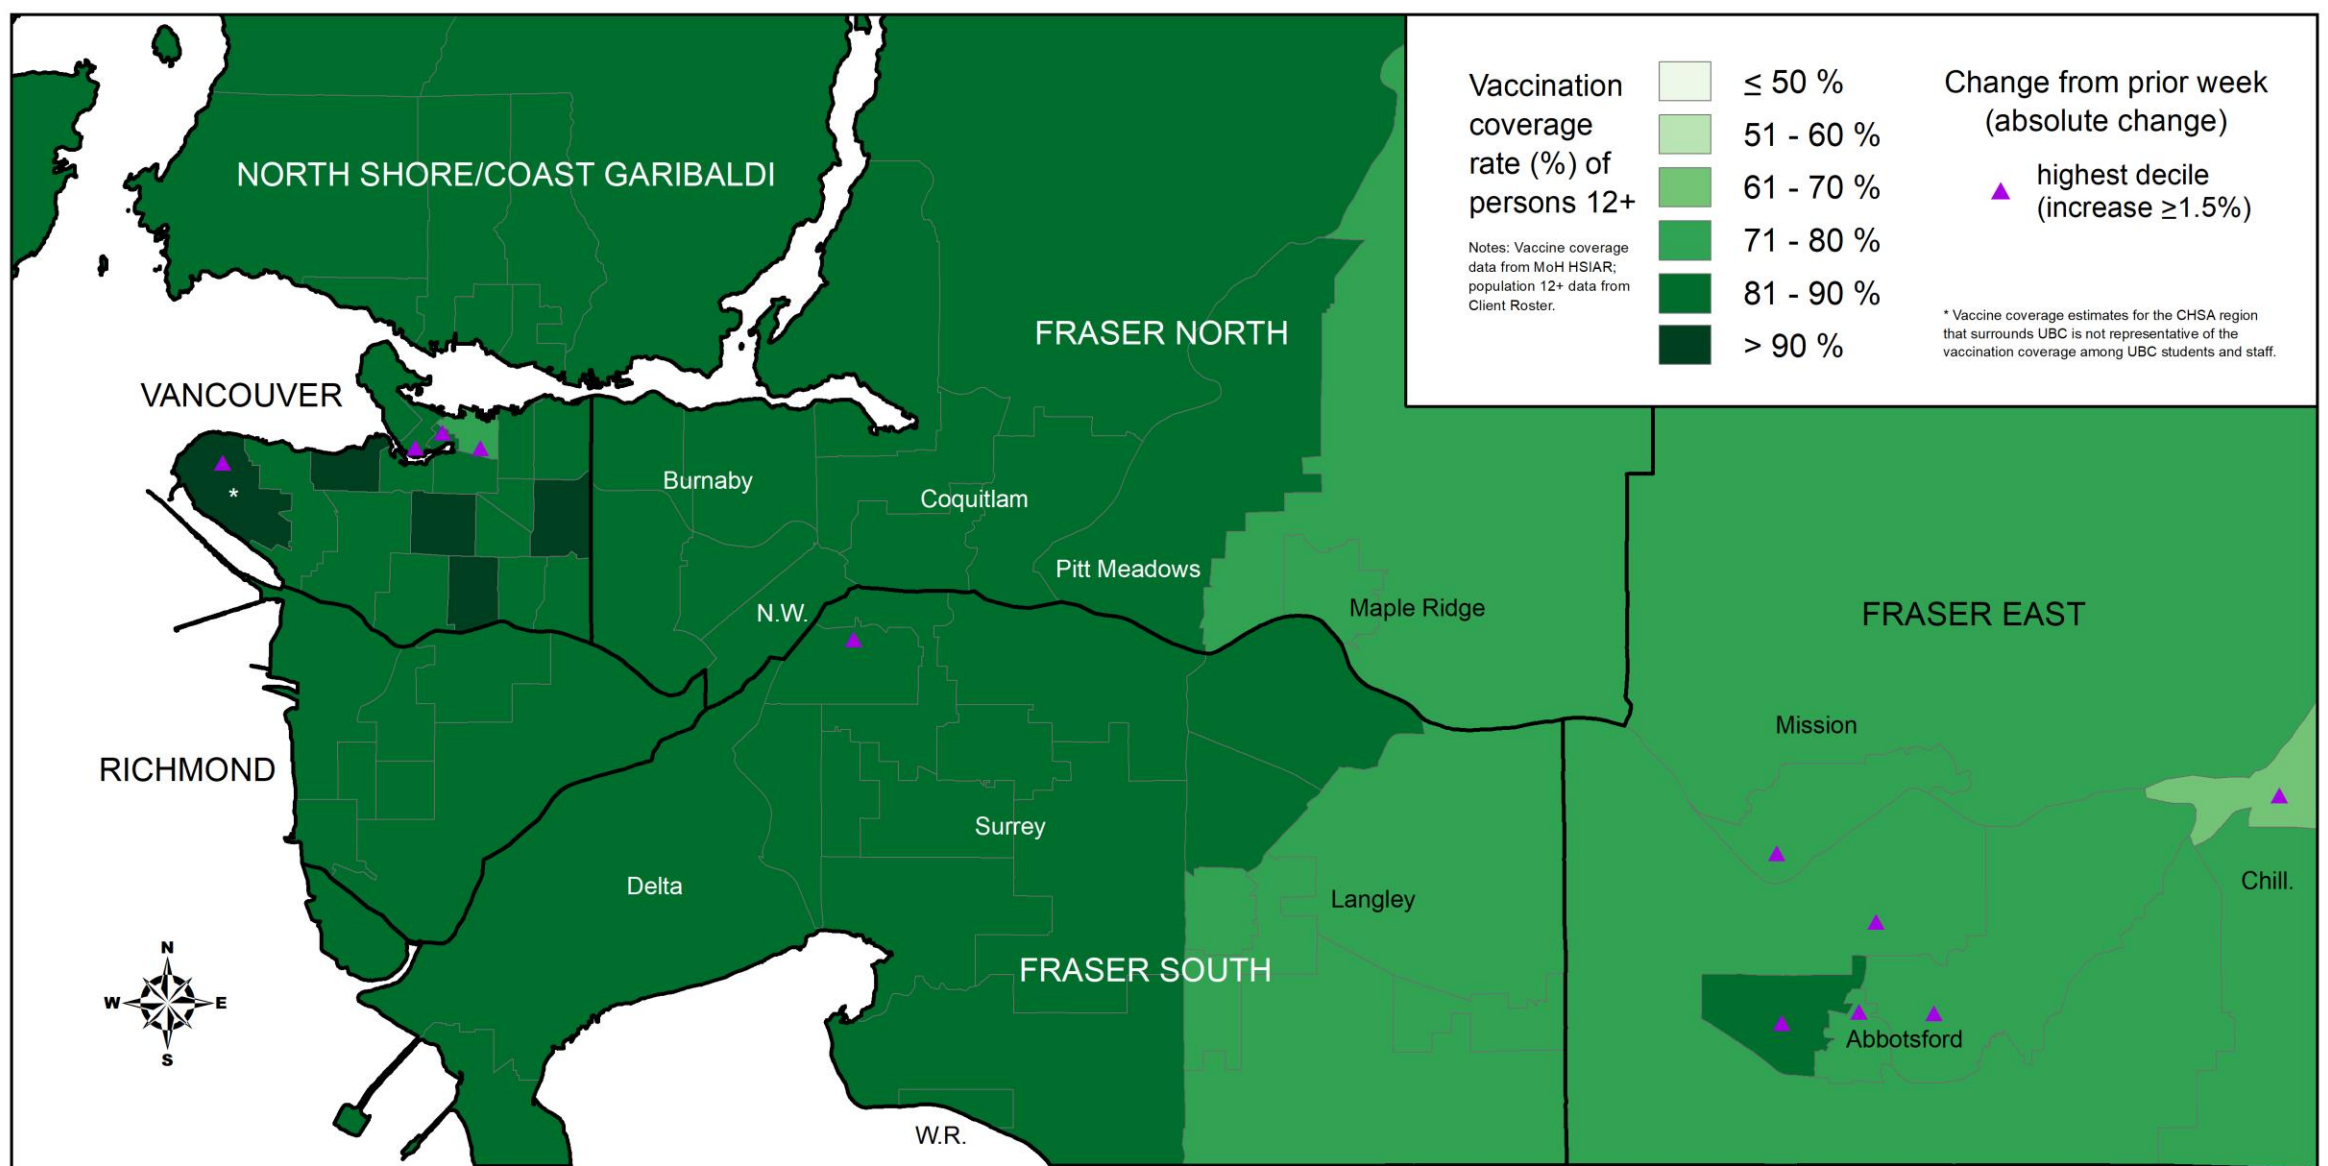 NORTH SHORE/COAST GARIBALDI
FRASER NORTH
VANCOUVER
Burnaby
Coquitlam
Pitt Meadows
N.W.
Maple Ridge
FRASER EAST
Mission
RICHMOND
Surrey
Delta
Langley
Chill.
FRASER SOUTH
Abbotsford
W.R.
*
N
W
E
S
Vaccination
coverage
rate (%) of
persons 12+
Notes: Vaccine coverage
data from MoH HSIAR;
population 12+ data from
Client Roster.
≤ 50 %
51 - 60 %
61 - 70 %
71 - 80 %
81 - 90 %
> 90 %
Change from prior week
(absolute change)
highest decile
(increase ≥1.5%)
* Vaccine coverage estimates for the CHSA region
that surrounds UBC is not representative of the
vaccination coverage among UBC students and staff.